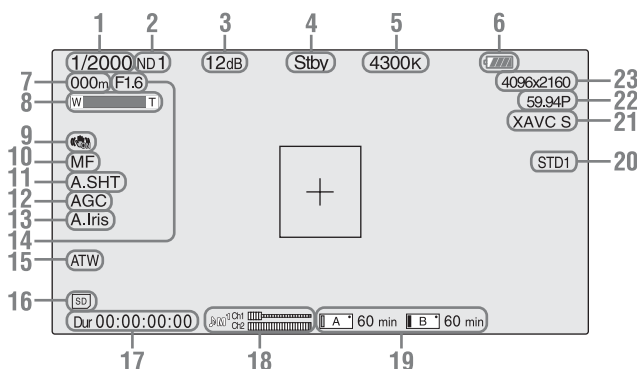 1 2 3 4 5 6
1/2000 ND1 12dB Stby 4300K
7 000m F1.6 4096x2160 23
8 W T 59.94P 22
XAVC S 21
9
10 MF STD1 20
11 A.SHT
12 AGC
13 A.Iris
14
15 ATW
16 SD
Dur 00:00:00:00 Ch1 A 60 min B 60 min
Ch2
17 18 19